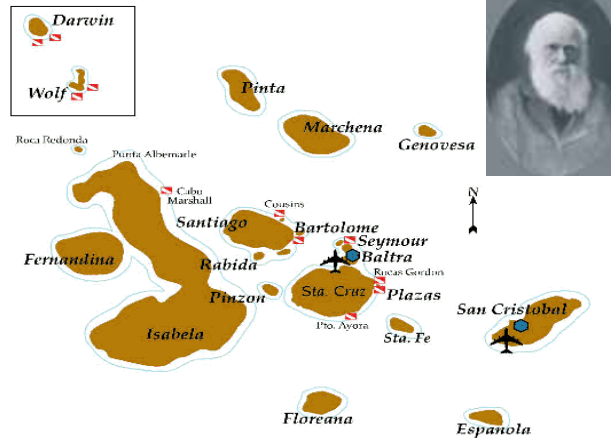 Darwin
Wolf
Pinta
Marchena
Genovesa
Roca Redonda
Punta Albemarle
Cabo
Marshall
Cousins
N
Santiago
Bartolome
Seymour
Baltra
Fernandina
Rabida
Rocas Gordon
Pinzon
Sta. Cruz
Plazas
San Cristobal
Isabela
Pto. Ayora
Sta. Fe
Floreana
Espanola